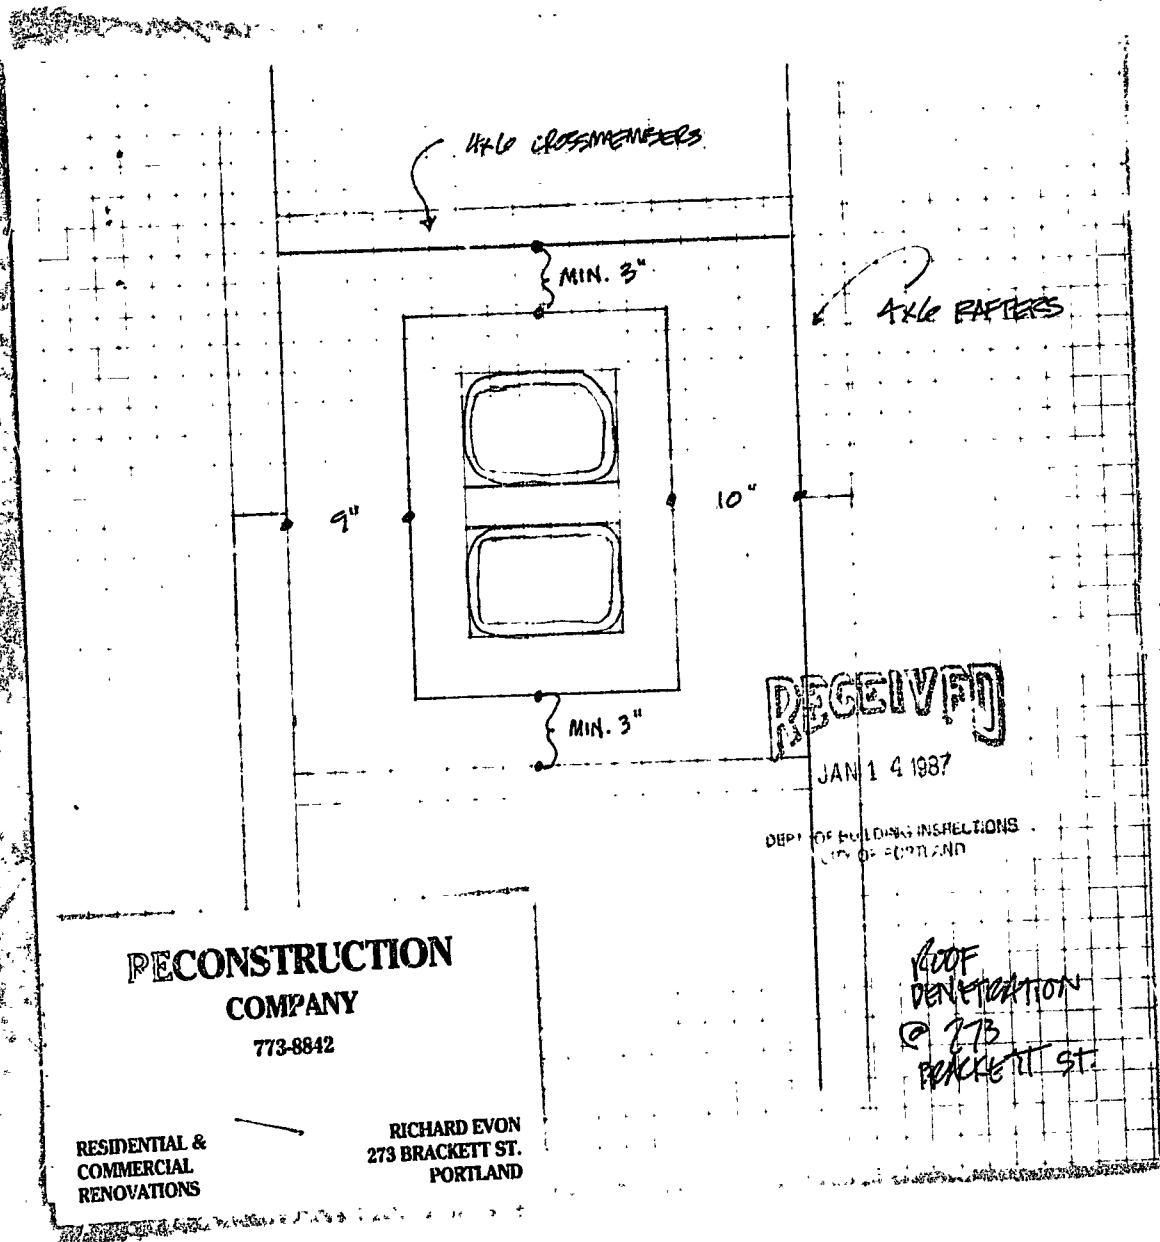 4x6 CROSSMEMBERS
MIN. 3"
4x6 RAFTERS
9"
10"
MIN. 3"
RECEIVED
JAN 14 1987
DEPT OF BUILDING INSPECTIONS
CITY OF PORTLAND
RECONSTRUCTION
COMPANY
773-8842
RESIDENTIAL &
COMMERCIAL
RENOVATIONS
RICHARD EVON
273 BRACKETT ST.
PORTLAND
ROOF
PENETRATION
@ 273
BRACKETT ST.